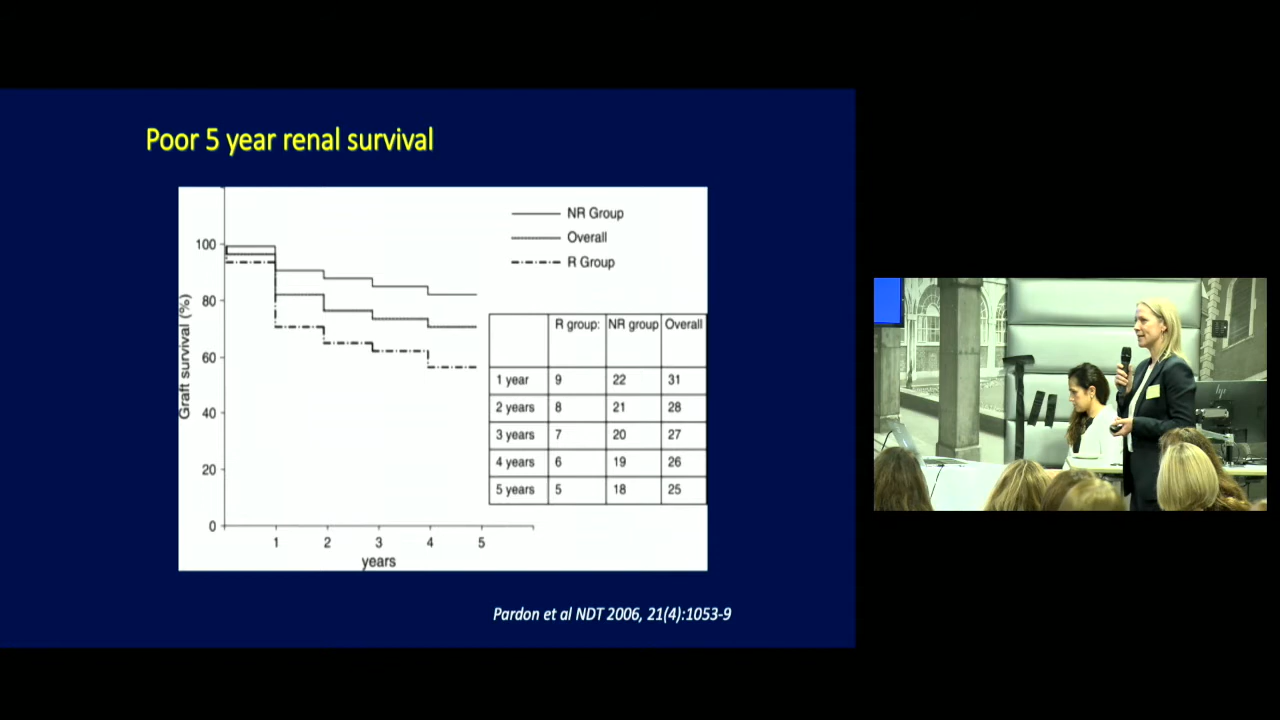 Poor 5 year renal survival
NR Group
Overall
R Group
Graft survival (%)
100
80
60
40
20
0
1 2 3 4 5
years
R group: NR group Overall
1 year 9 22 31
2 years 8 21 28
3 years 7 20 27
4 years 6 19 26
5 years 5 18 25
Pardon et al NDT 2006, 21(4):1053-9
hp